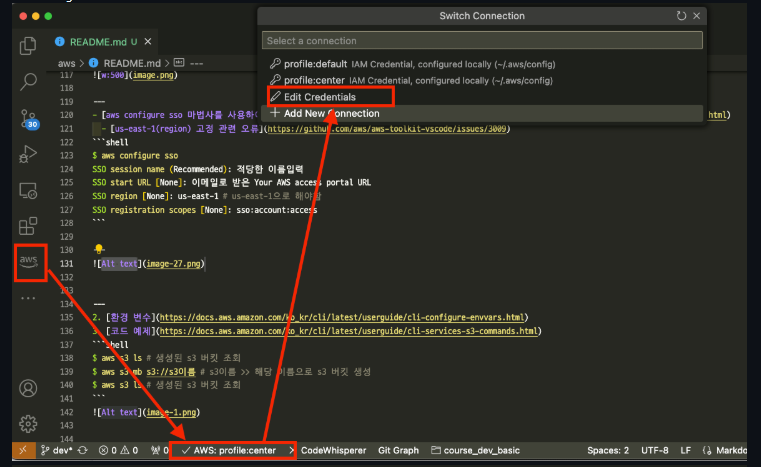 Switch Connection
README.md U
Select a connection
aws > README.md > ---
profile:default IAM Credential, configured locally (~/.aws/config)
profile:center IAM Credential, configured locally (~/.aws/config)
Edit Credentials
Add New Connection
117 ![w:500](image.png)
118
119 ---
120 - [aws configure sso 마법사를 사용하 html)
121 - [us-east-1(region) 고정 관련 오류](https://github.com/aws/aws-toolkit-vscode/issues/3009)
122 ```shell
123 $ aws configure sso
124 SSO session name (Recommended): 적당한 이름입력
125 SSO start URL [None]: 이메일로 받은 Your AWS access portal URL
126 SSO region [None]: us-east-1 # us-east-1으로 해야함
127 SSO registration scopes [None]: sso:account:access
128 ```
129
130
131 ![Alt text](image-27.png)
132
133
134 ---
135 2. [환경 변수](https://docs.aws.amazon.com/ko_kr/cli/latest/userguide/cli-configure-envvars.html)
136 3. [코드 예제](https://docs.aws.amazon.com/ko_kr/cli/latest/userguide/cli-services-s3-commands.html)
137 ```shell
138 $ aws s3 ls # 생성된 s3 버킷 조회
139 $ aws s3 mb s3://s3이름 # s3이름 >> 해당 이름으로 s3 버킷 생성
140 $ aws s3 ls # 생성된 s3 버킷 조회
141 ```
142 ![Alt text](image-1.png)
143
144
30
aws
dev* 0 0 0 AWS: profile:center CodeWhisperer Git Graph course_dev_basic Spaces: 2 UTF-8 LF Markdo